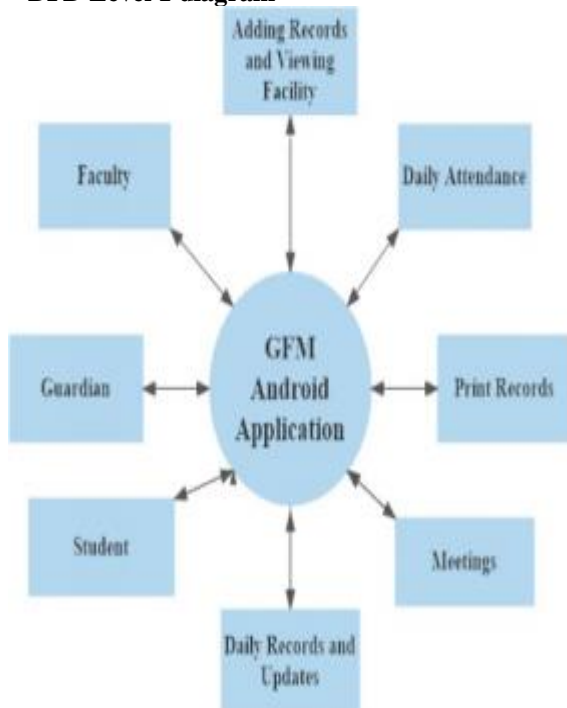 Adding Records
and Viewing
Facility
Faculty
Daily Attendance
GFM
Android
Application
Guardian
Print Records
Student
Meetings
Daily Records and
Updates